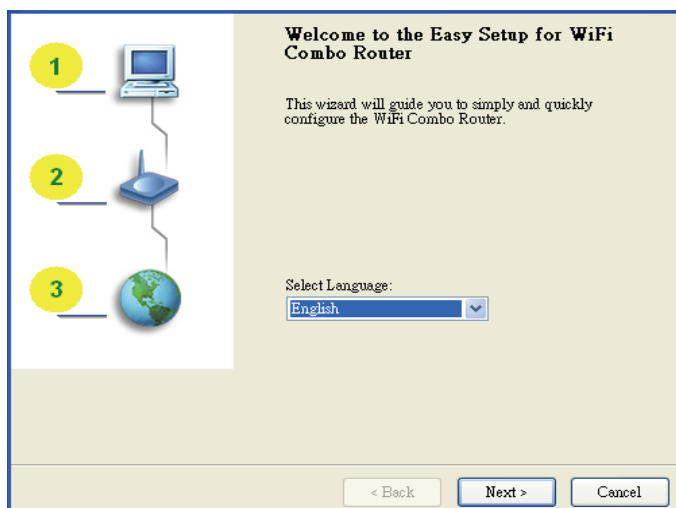 1
2
3
Welcome to the Easy Setup for WiFi
Combo Router
This wizard will guide you to simply and quickly
configure the WiFi Combo Router.
Select Language:
English
< Back
Next >
Cancel